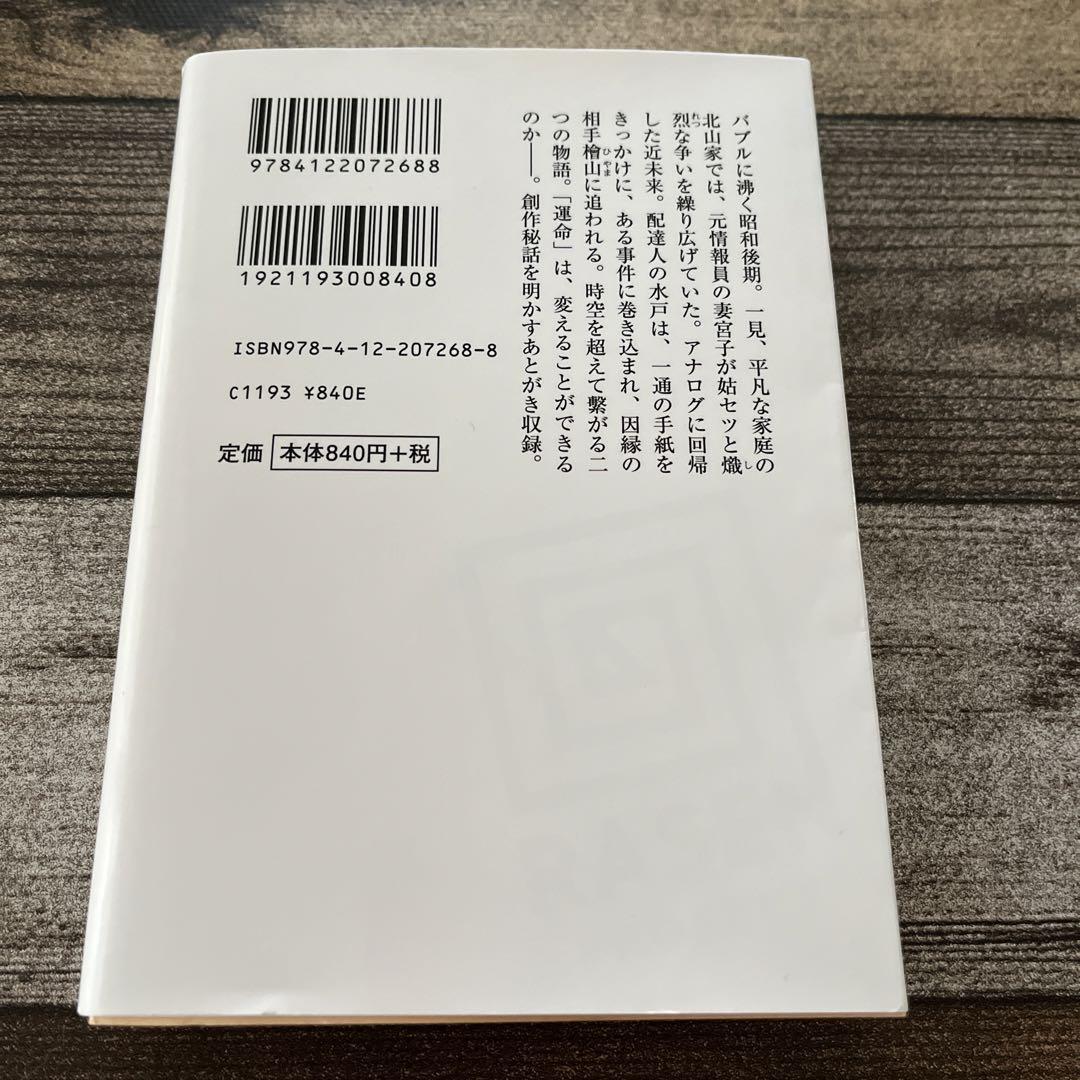 バブルに沸く昭和後期。一見、平凡な家庭の
北山家では、元情報員の妻宮子が姑セツと熾
烈な争いを繰り広げていた。アナログに回帰
した近未来。配達人の水戸は、一通の手紙を
きっかけに、ある事件に巻き込まれ、因縁の
相手檜山に追われる。時空を超えて繫がる二
つの物語。「運命」は、変えることができる
のか――。創作秘話を明かすあとがき収録。
し
れつ
ひやま
9784122072688
1921193008408
ISBN978-4-12-207268-8
C1193 ¥840E
定価 本体840円+税